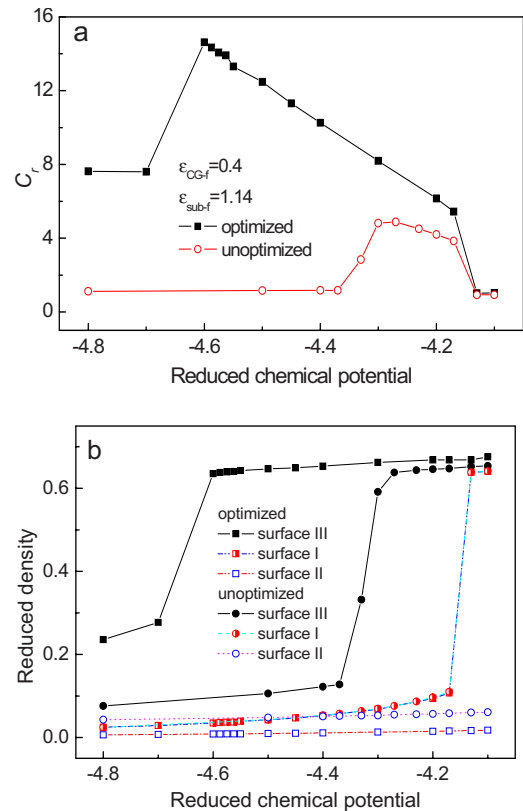 a
16
12
8
4
0
C_r
ε_CG-f=0.4
ε_sub-f=1.14
optimized
unoptimized
-4.8 -4.6 -4.4 -4.2
Reduced chemical potential
b
0.6
0.4
0.2
0.0
Reduced density
optimized
surface III
surface I
surface II
unoptimized
surface III
surface I
surface II
-4.8 -4.6 -4.4 -4.2
Reduced chemical potential